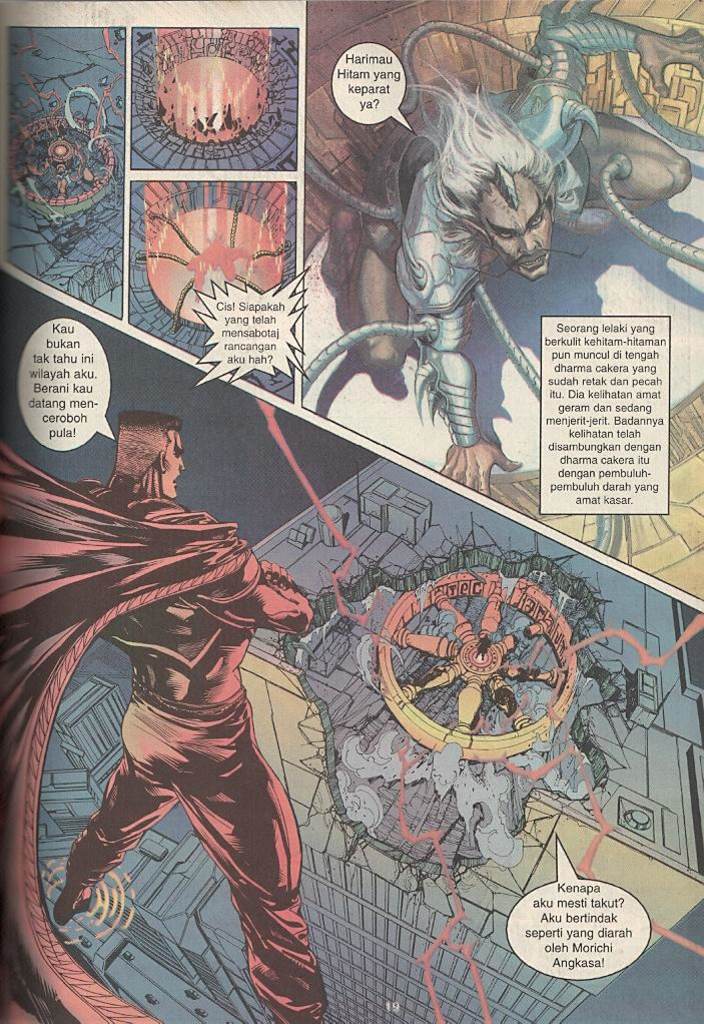 Cis! Siapakah
yang telah
mensabotaj
rancangan
aku hah?
Harimau
Hitam yang
keparat
ya?
Seorang lelaki yang
berkulit kehitam-hitaman
pun muncul di tengah
dharma cakera yang
sudah retak dan pecah
itu. Dia kelihatan amat
geram dan sedang
menjerit-jerit. Badannya
kelihatan telah
disambungkan dengan
dharma cakera itu
dengan pembuluh-
pembuluh darah yang
amat kasar.
Kau
bukan
tak tahu ini
wilayah aku.
Berani kau
datang men-
ceroboh
pula!
Kenapa
aku mesti takut?
Aku bertindak
seperti yang diarah
oleh Morichi
Angkasa!
19